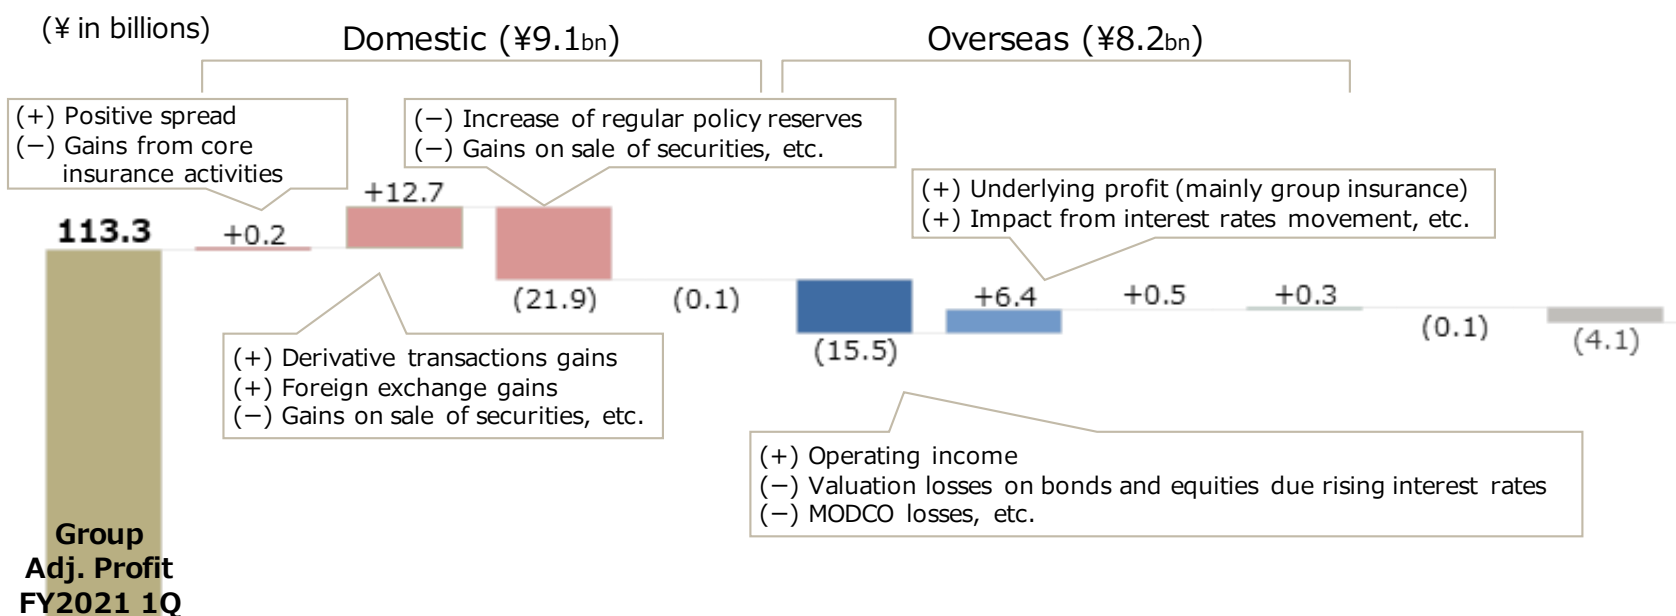 (¥ in billions)
Domestic (¥9.1bn)
Overseas (¥8.2bn)
(+) Positive spread
(−) Gains from core
insurance activities
(−) Increase of regular policy reserves
(−) Gains on sale of securities, etc.
(+) Underlying profit (mainly group insurance)
(+) Impact from interest rates movement, etc.
113.3
+0.2
+12.7
(21.9)
(0.1)
(15.5)
+6.4
+0.5
+0.3
(0.1)
(4.1)
(+) Derivative transactions gains
(+) Foreign exchange gains
(−) Gains on sale of securities, etc.
(+) Operating income
(−) Valuation losses on bonds and equities due rising interest rates
(−) MODCO losses, etc.
Group
Adj. Profit
FY2021 1Q